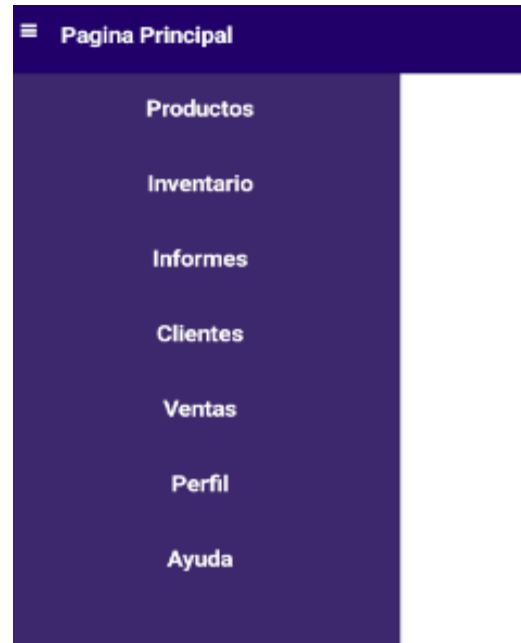 Pagina Principal
Productos
Inventario
Informes
Clientes
Ventas
Perfil
Ayuda